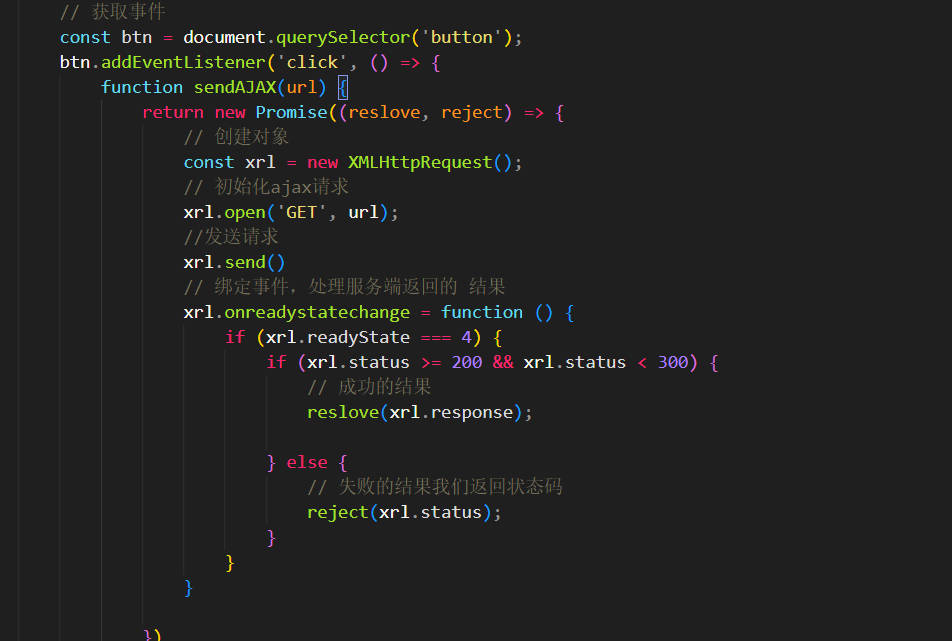 // 获取事件
const btn = document.querySelector('button');
btn.addEventListener('click', () => {
function sendAJAX(url) {
return new Promise((reslove, reject) => {
// 创建对象
const xrl = new XMLHttpRequest();
// 初始化ajax请求
xrl.open('GET', url);
//发送请求
xrl.send()
// 绑定事件，处理服务端返回的 结果
xrl.onreadystatechange = function () {
if (xrl.readyState === 4) {
if (xrl.status >= 200 && xrl.status < 300) {
// 成功的结果
reslove(xrl.response);
} else {
// 失败的结果我们返回状态码
reject(xrl.status);
}
}
}
})